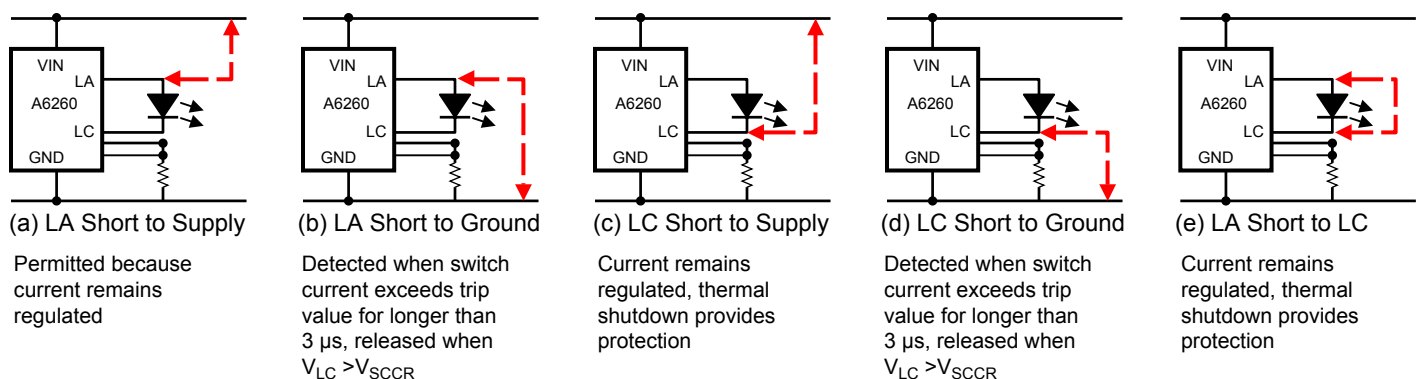 VIN
LA
A6260
LC
GND
(a) LA Short to Supply
Permitted because
current remains
regulated
VIN
LA
A6260
LC
GND
(b) LA Short to Ground
Detected when switch
current exceeds trip
value for longer than
3 µs, released when
V_LC >V_SCCR
VIN
LA
A6260
LC
GND
(c) LC Short to Supply
Current remains
regulated, thermal
shutdown provides
protection
VIN
LA
A6260
LC
GND
(d) LC Short to Ground
Detected when switch
current exceeds trip
value for longer than
3 µs, released when
V_LC >V_SCCR
VIN
LA
A6260
LC
GND
(e) LA Short to LC
Current remains
regulated, thermal
shutdown provides
protection